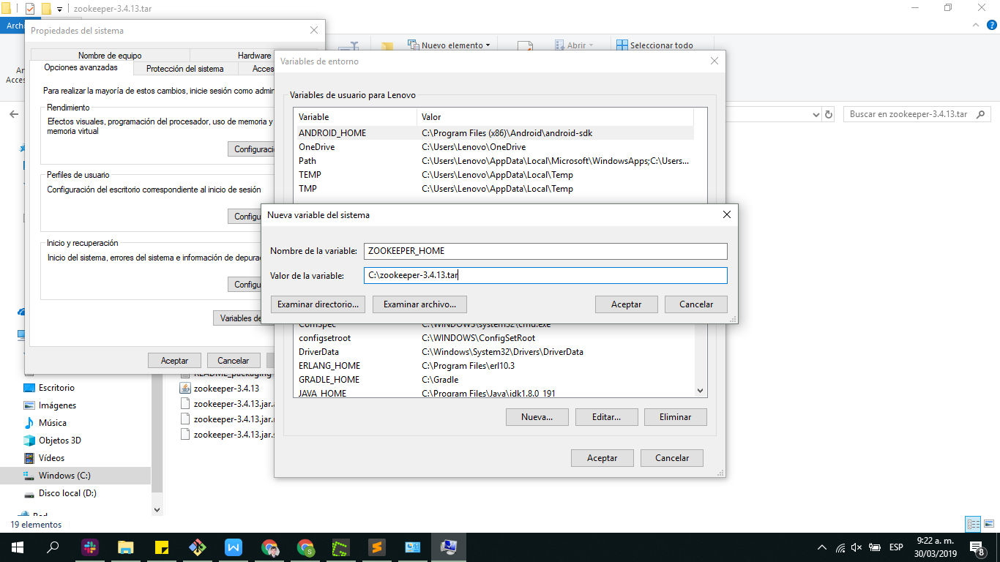 zookeeper-3.4.13.tar
Archi
Propiedades del sistema
Nombre de equipo
Hardware
Opciones avanzadas
Protección del sistema
Acces
Para realizar la mayoría de estos cambios, inicie sesión como admin
Rendimiento
Efectos visuales, programación del procesador, uso de memoria y
memoria virtual
Configuració
Perfiles de usuario
Configuración del escritorio correspondiente al inicio de sesión
Configu
Inicio y recuperación
Inicio del sistema, errores del sistema e información de depura
Configu
Variables de
Aceptar
Cancelar
Nuevo elemento
Abrir
Seleccionar todo
Acces
Buscar en zookeeper-3.4.13.tar
Variables de entorno
Variables de usuario para Lenovo
Variable Valor
ANDROID_HOME C:\Program Files (x86)\Android\android-sdk
OneDrive C:\Users\Lenovo\OneDrive
Path C:\Users\Lenovo\AppData\Local\Microsoft\WindowsApps;C:\Users...
TEMP C:\Users\Lenovo\AppData\Local\Temp
TMP C:\Users\Lenovo\AppData\Local\Temp
Nueva variable del sistema
Nombre de la variable: ZOOKEEPER_HOME
Valor de la variable: C:\zookeeper-3.4.13.tar
Examinar directorio... Examinar archivo... Aceptar Cancelar
ComSpec C:\WINDOWS\system32\cmd.exe
configsetroot C:\WINDOWS\ConfigSetRoot
DriverData C:\Windows\System32\Drivers\DriverData
ERLANG_HOME C:\Program Files\erl10.3
GRADLE_HOME C:\Gradle
JAVA_HOME C:\Program Files\Java\jdk1.8.0_191
Nueva... Editar... Eliminar
Aceptar Cancelar
README_packaging
zookeeper-3.4.13
zookeeper-3.4.13.jar.a
zookeeper-3.4.13.jar.
zookeeper-3.4.13.jar.s
Escritorio
Imágenes
Música
Objetos 3D
Vídeos
Windows (C:)
Disco local (D:)
Red
19 elementos
ESP
9:22 a. m.
30/03/2019
8